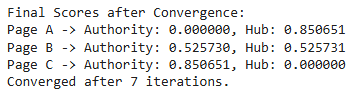 Final Scores after Convergence:
Page A -> Authority: 0.000000, Hub: 0.850651
Page B -> Authority: 0.525730, Hub: 0.525731
Page C -> Authority: 0.850651, Hub: 0.000000
Converged after 7 iterations.